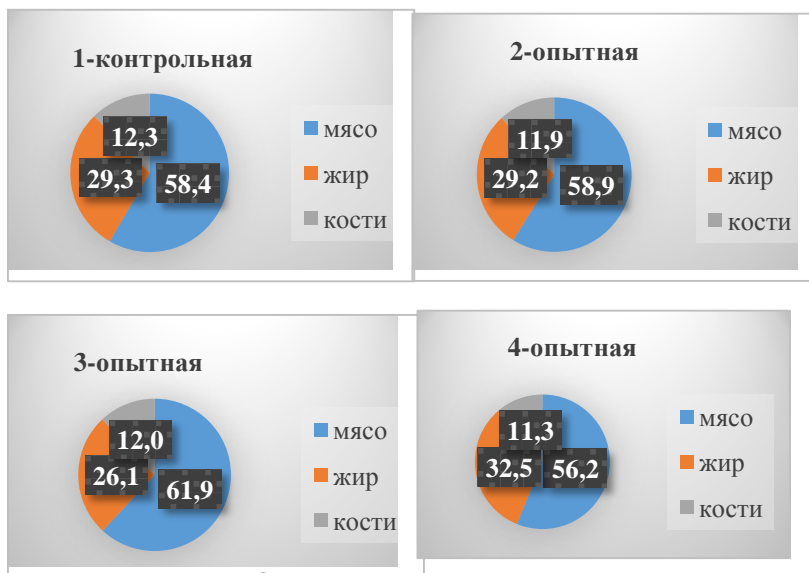 1-контрольная
12,3
29,3
58,4
мясо
жир
кости
2-опытная
11,9
29,2
58,9
мясо
жир
кости
3-опытная
12,0
26,1
61,9
мясо
жир
кости
4-опытная
11,3
32,5
56,2
мясо
жир
кости